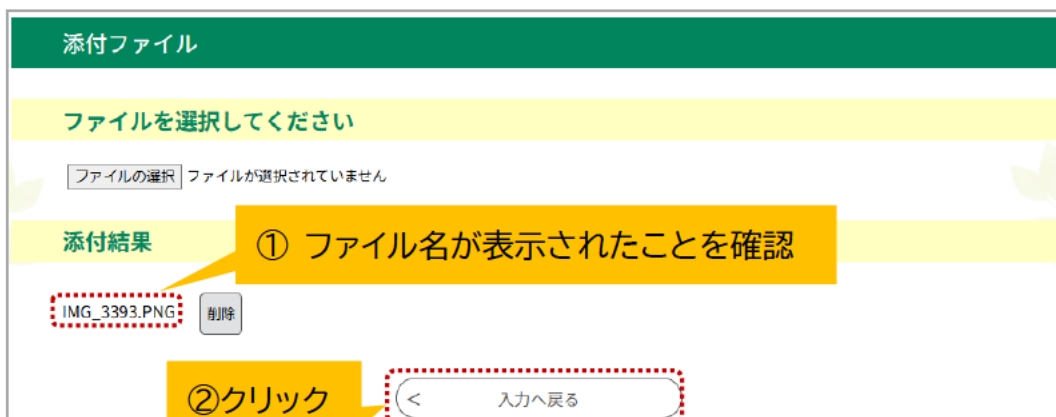 添付ファイル
ファイルを選択してください
ファイルの選択 ファイルが選択されていません
添付結果
① ファイル名が表示されたことを確認
IMG_3393.PNG 削除
②クリック
< 入力へ戻る